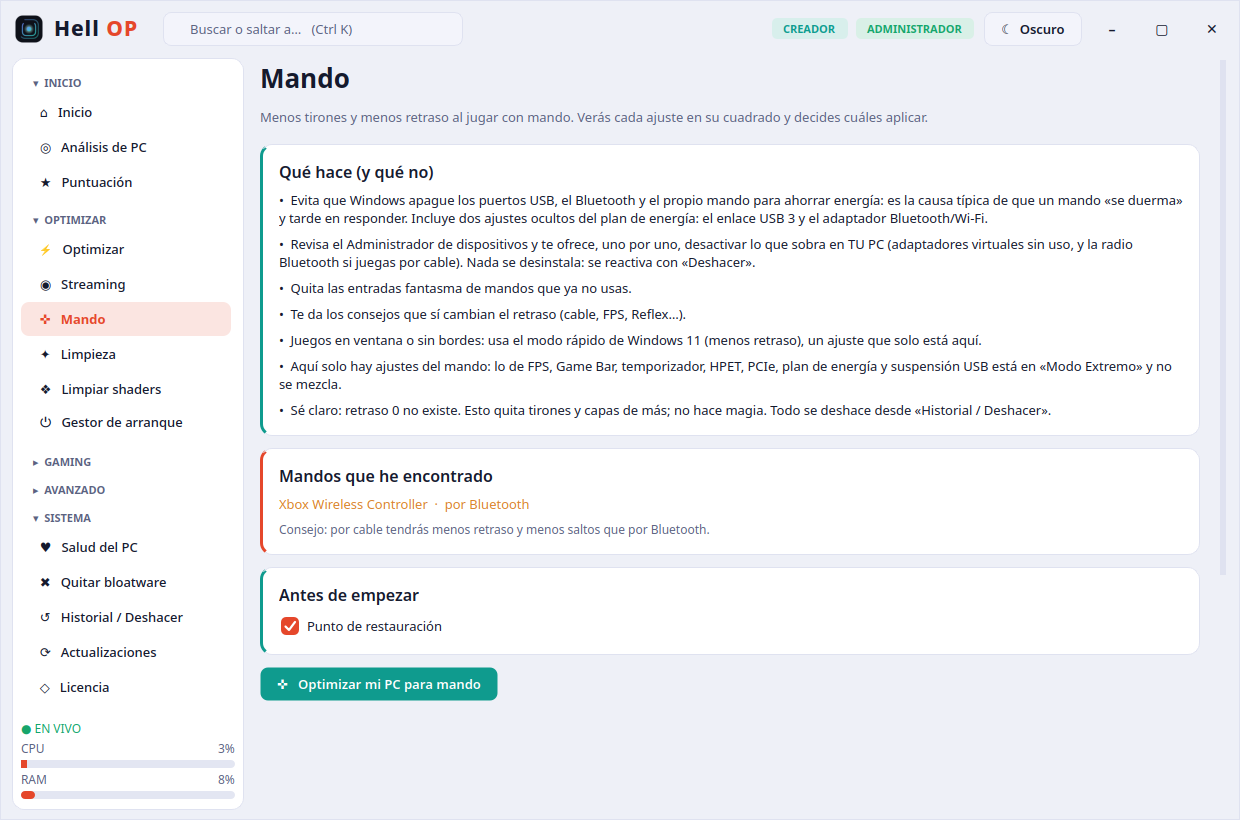 Hell OP
Buscar o saltar a... (Ctrl K)
CREADOR
ADMINISTRADOR
Oscuro
INICIO
Inicio
Análisis de PC
Puntuación
OPTIMIZAR
Optimizar
Streaming
Mando
Limpieza
Limpiar shaders
Gestor de arranque
GAMING
AVANZADO
SISTEMA
Salud del PC
Quitar bloatware
Historial / Deshacer
Actualizaciones
Licencia
EN VIVO
CPU 3%
RAM 8%
Mando
Menos tirones y menos retraso al jugar con mando. Verás cada ajuste en su cuadrado y decides cuáles aplicar.
Qué hace (y qué no)
• Evita que Windows apague los puertos USB, el Bluetooth y el propio mando para ahorrar energía: es la causa típica de que un mando «se duerma»
y tarde en responder. Incluye dos ajustes ocultos del plan de energía: el enlace USB 3 y el adaptador Bluetooth/Wi-Fi.
• Revisa el Administrador de dispositivos y te ofrece, uno por uno, desactivar lo que sobra en TU PC (adaptadores virtuales sin uso, y la radio
Bluetooth si juegas por cable). Nada se desinstala: se reactiva con «Deshacer».
• Quita las entradas fantasma de mandos que ya no usas.
• Te da los consejos que sí cambian el retraso (cable, FPS, Reflex...).
• Juegos en ventana o sin bordes: usa el modo rápido de Windows 11 (menos retraso), un ajuste que solo está aquí.
• Aquí solo hay ajustes del mando: lo de FPS, Game Bar, temporizador, HPET, PCIe, plan de energía y suspensión USB está en «Modo Extremo» y no
se mezcla.
• Sé claro: retraso 0 no existe. Esto quita tirones y capas de más; no hace magia. Todo se deshace desde «Historial / Deshacer».
Mandos que he encontrado
Xbox Wireless Controller · por Bluetooth
Consejo: por cable tendrás menos retraso y menos saltos que por Bluetooth.
Antes de empezar
Punto de restauración
Optimizar mi PC para mando